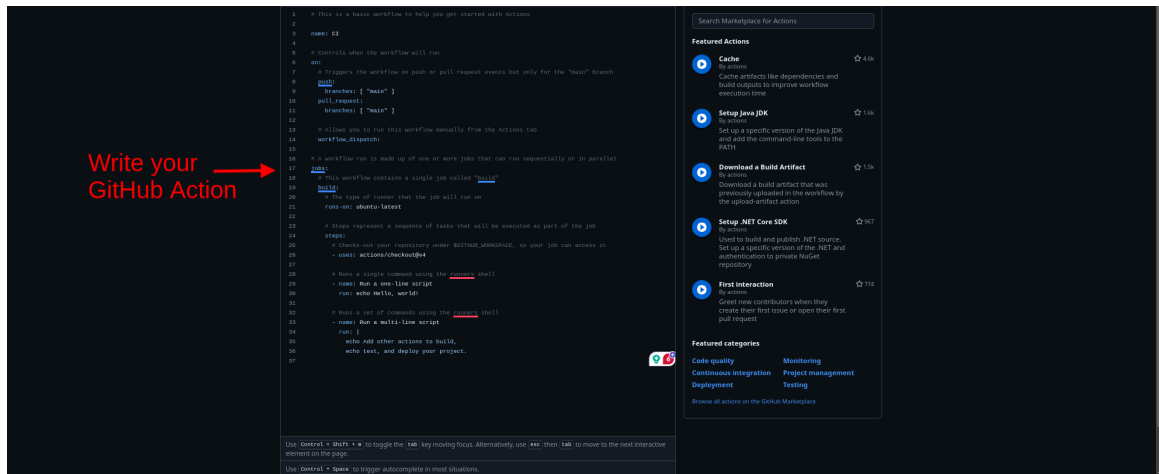 Write your
GitHub Action
1 # This is a basic workflow to help you get started with Actions
2
3 name: CI
4
5 # Controls when the workflow will run
6 on:
7 # Triggers the workflow on push or pull request events but only for the "main" branch
8 push:
9 branches: [ "main" ]
10 pull_request:
11 branches: [ "main" ]
12
13 # Allows you to run this workflow manually from the Actions tab
14 workflow_dispatch:
15
16 # A workflow run is made up of one or more jobs that can run sequentially or in parallel
17 jobs:
18 # This workflow contains a single job called "build"
19 build:
20 # The type of runner that the job will run on
21 runs-on: ubuntu-latest
22
23 # Steps represent a sequence of tasks that will be executed as part of the job
24 steps:
25 # Checks-out your repository under $GITHUB_WORKSPACE, so your job can access it
26 - uses: actions/checkout@v4
27
28 # Runs a single command using the runners shell
29 - name: Run a one-line script
30 run: echo Hello, world!
31
32 # Runs a set of commands using the runners shell
33 - name: Run a multi-line script
34 run: |
35 echo Add other actions to build,
36 echo test, and deploy your project.
37
6
Use Control + Shift + m to toggle the tab key moving focus. Alternatively, use esc then tab to move to the next interactive
element on the page.
Use Control + Space to trigger autocomplete in most situations.
Search Marketplace for Actions
Featured Actions
Cache 4.6k
By actions
Cache artifacts like dependencies and
build outputs to improve workflow
execution time
Setup Java JDK 1.6k
By actions
Set up a specific version of the Java JDK
and add the command-line tools to the
PATH
Download a Build Artifact 1.5k
By actions
Download a build artifact that was
previously uploaded in the workflow by
the upload-artifact action
Setup .NET Core SDK 967
By actions
Used to build and publish .NET source.
Set up a specific version of the .NET and
authentication to private NuGet
repository
First interaction 774
By actions
Greet new contributors when they
create their first issue or open their first
pull request
Featured categories
Code quality Monitoring
Continuous integration Project management
Deployment Testing
Browse all actions on the GitHub Marketplace